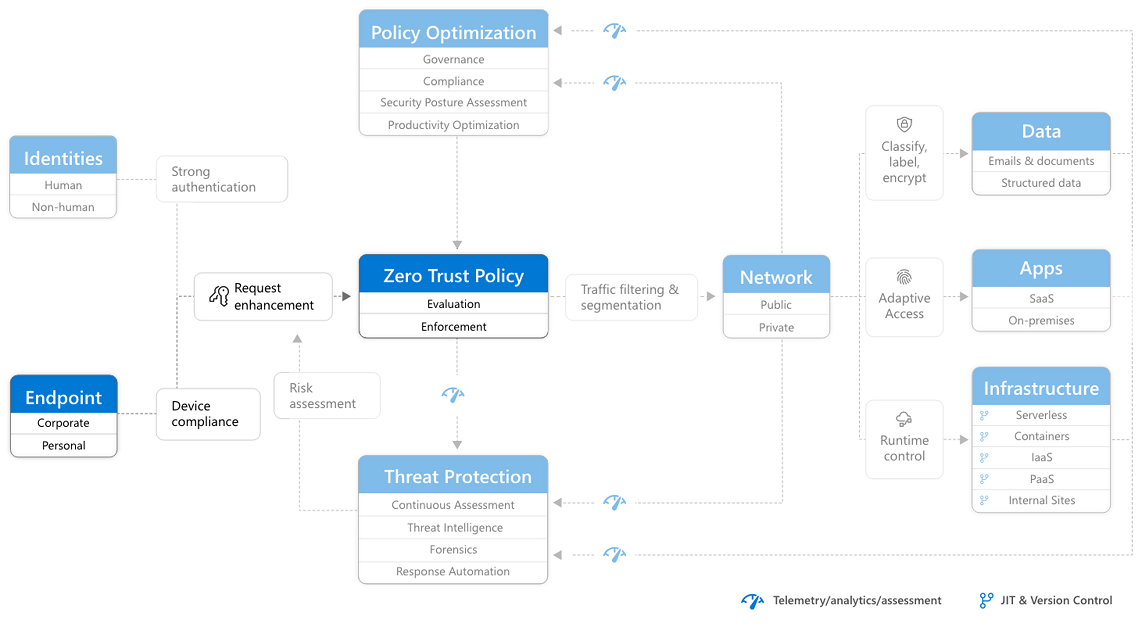 Policy Optimization
Governance
Compliance
Security Posture Assessment
Productivity Optimization
Identities
Human
Non-human
Strong
authentication
Classify,
label,
encrypt
Data
Emails & documents
Structured data
Request
enhancement
Zero Trust Policy
Evaluation
Enforcement
Traffic filtering &
segmentation
Network
Public
Private
Adaptive
Access
Apps
SaaS
On-premises
Endpoint
Corporate
Personal
Device
compliance
Risk
assessment
Runtime
control
Infrastructure
Serverless
Containers
IaaS
PaaS
Internal Sites
Threat Protection
Continuous Assessment
Threat Intelligence
Forensics
Response Automation
Telemetry/analytics/assessment
JIT & Version Control